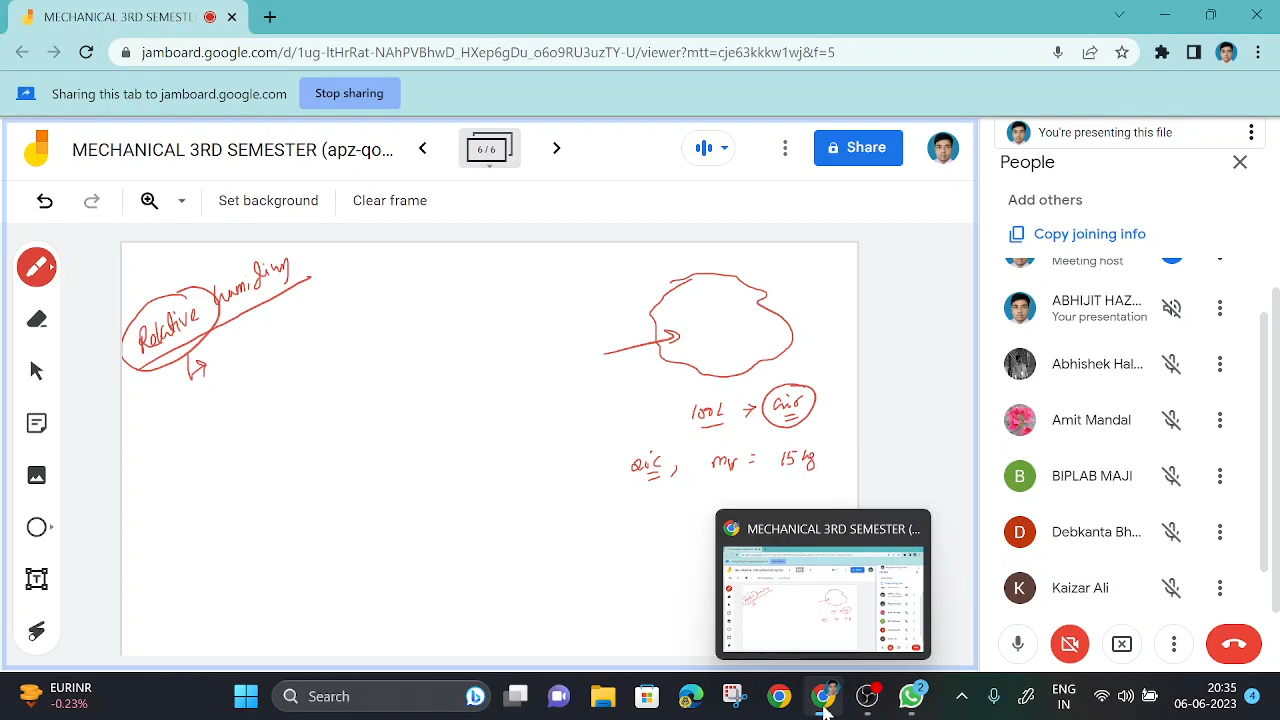 MECHANICAL 3RD SEMESTER
jamboard.google.com/d/1ug-ltHrRat-NAhPVBhwD_HXep6gDu_o6o9RU3uzTY-U/viewer?mtt=cje63kkkw1wj&f=5
Sharing this tab to jamboard.google.com
Stop sharing
MECHANICAL 3RD SEMESTER (apz-qo...
6 / 6
Share
You're presenting this file
People
Set background
Clear frame
Add others
Copy joining info
Meeting host
ABHIJIT HAZ...
Your presentation
Abhishek Hal...
Amit Mandal
BIPLAB MAJI
B
Debkanta Bh...
D
Kaizar Ali
K
Relative
100L → air
mv = 15 kg
MECHANICAL 3RD SEMESTER (...
EURINR
-0.23%
Search
2
ENG
IN
20:35
06-06-2023
4